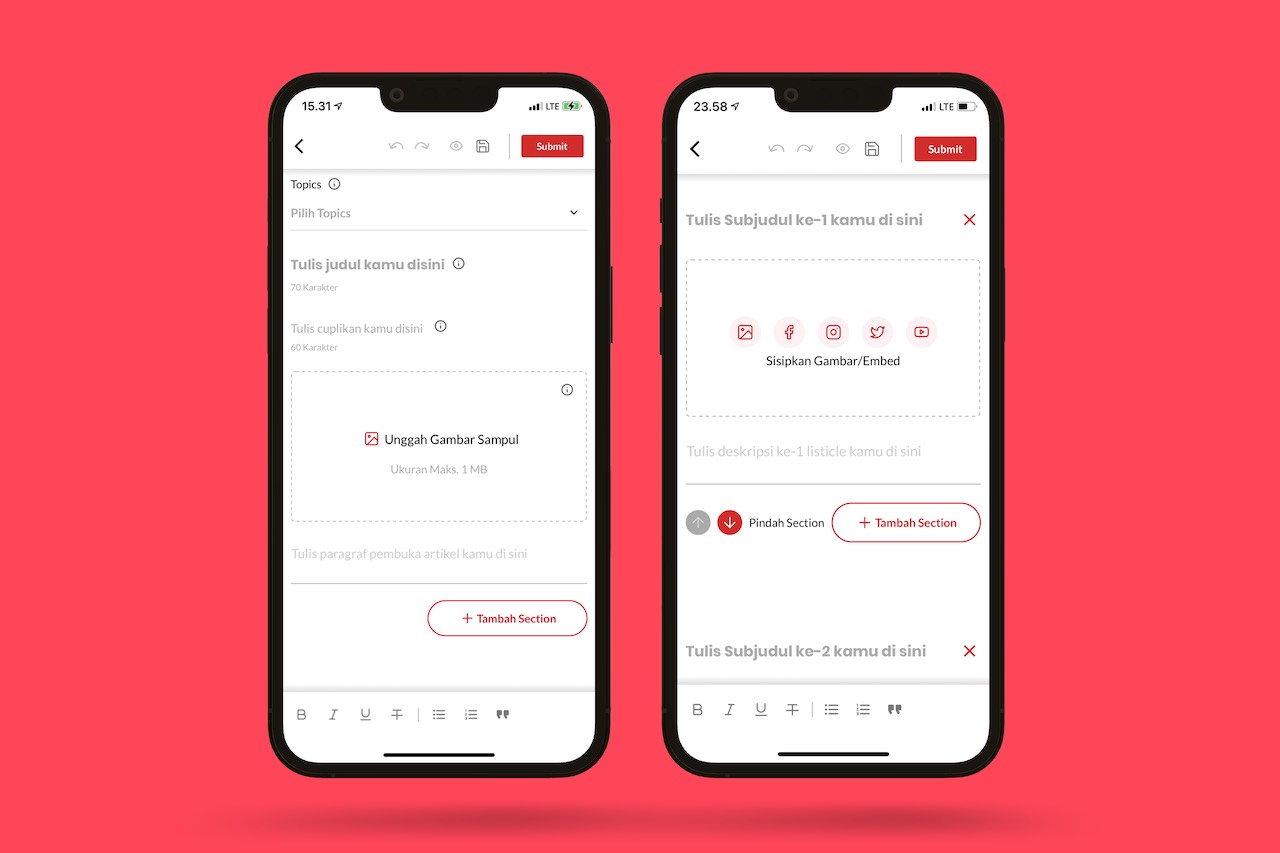 15.31
LTE
Submit
Topics
Pilih Topics
Tulis judul kamu disini
70 Karakter
Tulis cuplikan kamu disini
60 Karakter
Unggah Gambar Sampul
Ukuran Maks. 1 MB
Tulis paragraf pembuka artikel kamu di sini
+ Tambah Section
B I U T
23.58
LTE
Submit
Tulis Subjudul ke-1 kamu di sini
Sisipkan Gambar/Embed
Tulis deskripsi ke-1 listicle kamu di sini
Pindah Section
+ Tambah Section
Tulis Subjudul ke-2 kamu di sini
B I U T